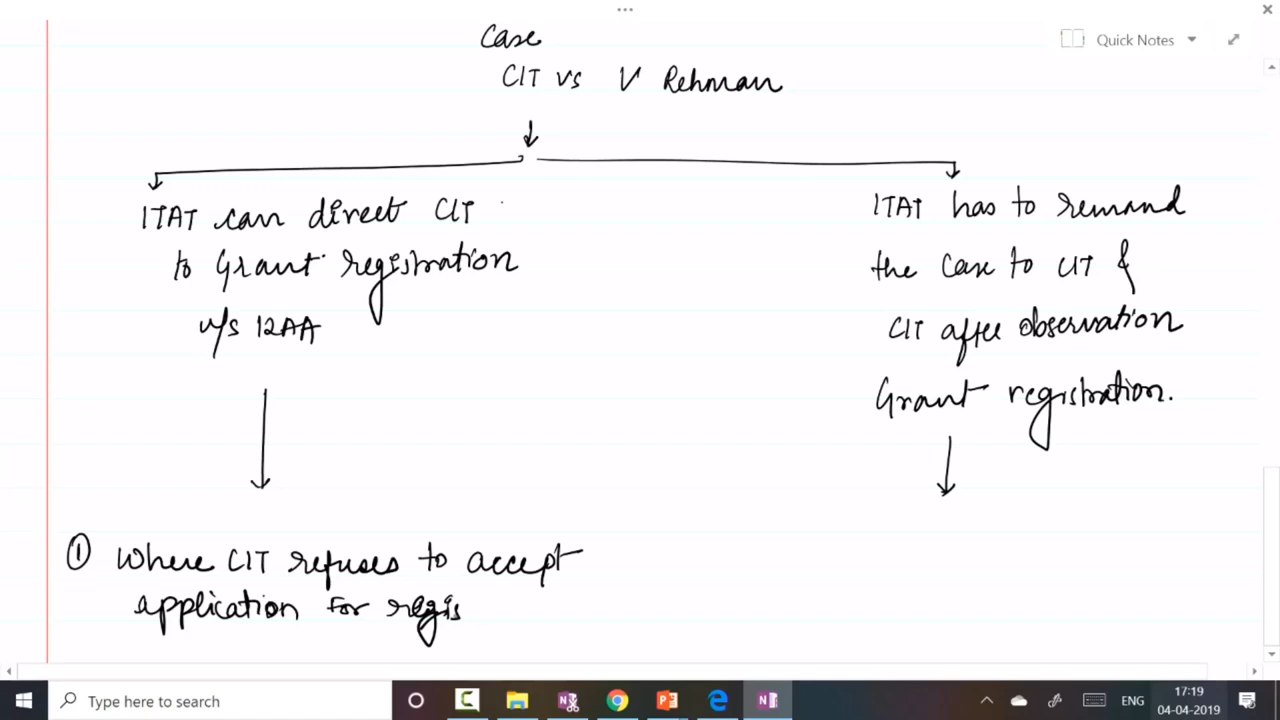 Quick Notes
Case
CIT vs V Rehman
ITAT can direct CIT
to Grant registration
u/s 12AA
ITAT has to remand
the Case to CIT &
CIT after observation
Grant registration.
① Where CIT refuses to accept
application for regis
Type here to search
ENG
17:19
04-04-2019